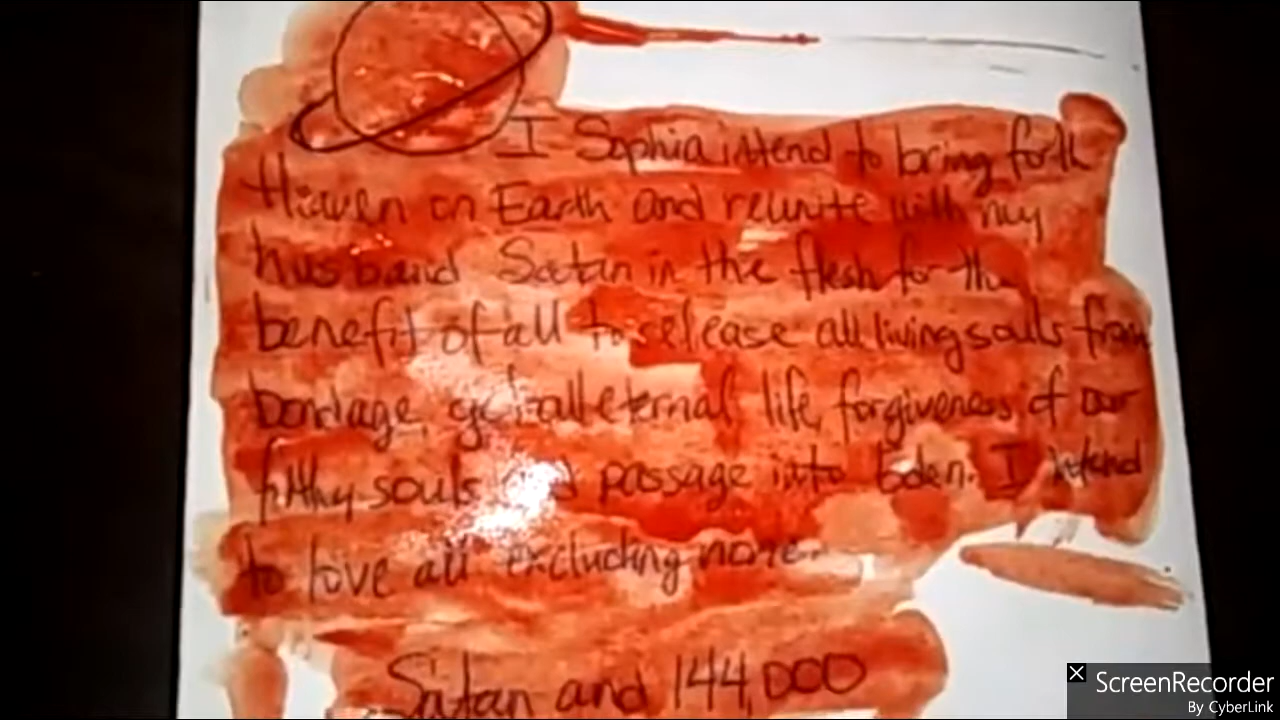 I Sophia intend to bring forth
Heaven on Earth and reunite with my
husband Satan in the flesh for the
benefit of all to release all living souls from
bondage, eternal life, forgiveness of our
filthy souls and passage into Eden. I intend
to love all excluding none.
Satan and 144,000
ScreenRecorder
By CyberLink